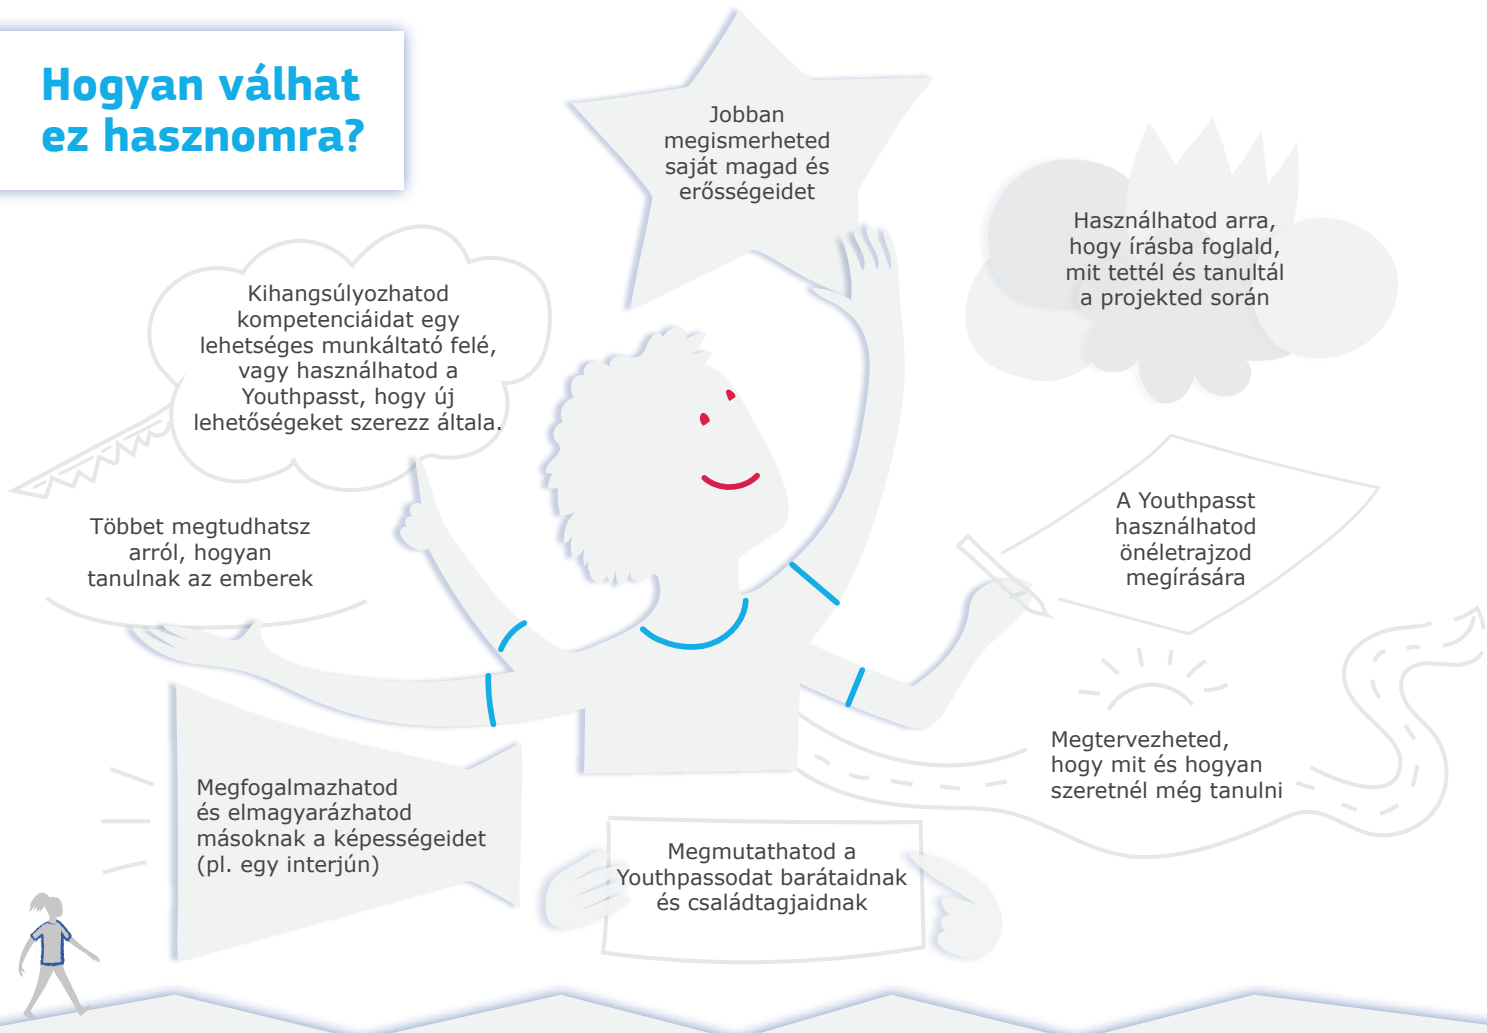 Hogyan válhat
ez hasznomra?
Jobban
megismerheted
saját magad és
erősségeidet
Használhatod arra,
hogy írásba foglald,
mit tettél és tanultál
a projekted során
Kihangsúlyozhatod
kompetenciáidat egy
lehetséges munkáltató felé,
vagy használhatod a
Youthpasst, hogy új
lehetőségeket szerezz általa.
A Youthpasst
használhatod
önéletrajzod
megírására
Többet megtudhatsz
arról, hogyan
tanulnak az emberek
Megtervezheted,
hogy mit és hogyan
szeretnél még tanulni
Megfogalmazhatod
és elmagyarázhatod
másoknak a képességeidet
(pl. egy interjún)
Megmutathatod a
Youthpassodat barátaidnak
és családtagjaidnak